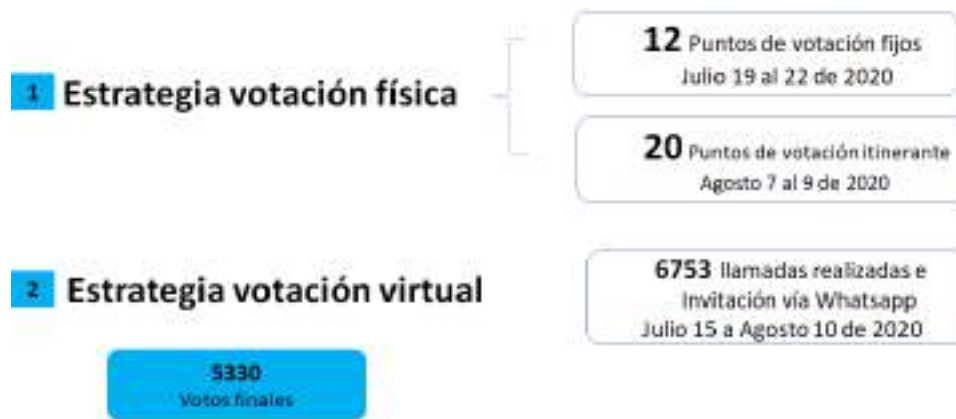 12 Puntos de votación fijos
Julio 19 al 22 de 2020
1 Estrategia votación física
20 Puntos de votación itinerante
Agosto 7 al 9 de 2020
2 Estrategia votación virtual
6753 llamadas realizadas e
Invitación vía Whatsapp
Julio 15 a Agosto 10 de 2020
5330
Votos finales